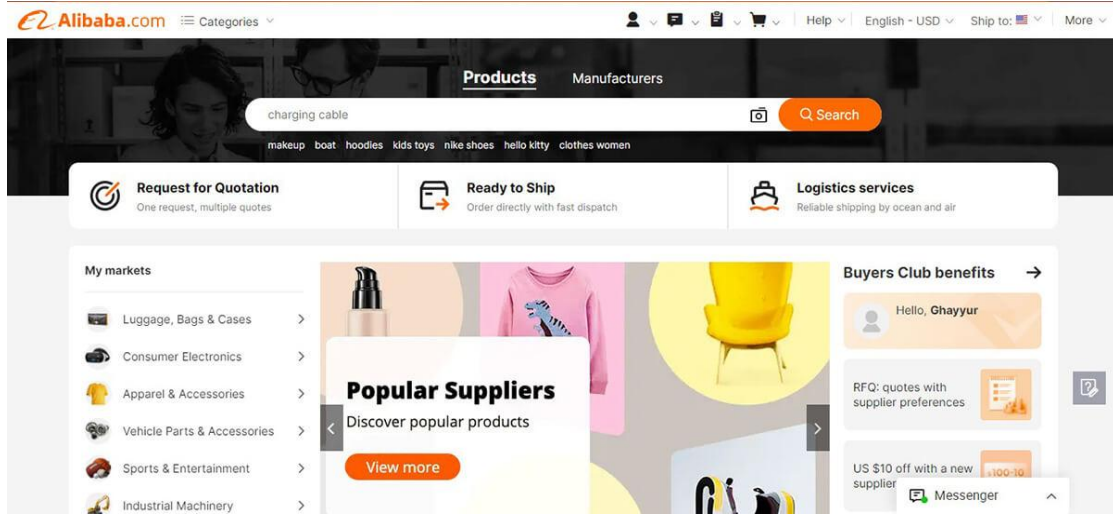 Alibaba.com Categories Help English - USD Ship to: More
Products Manufacturers
charging cable Search
makeup boat hoodies kids toys nike shoes hello kitty clothes women
Request for Quotation
One request, multiple quotes
Ready to Ship
Order directly with fast dispatch
Logistics services
Reliable shipping by ocean and air
My markets
Luggage, Bags & Cases
Consumer Electronics
Apparel & Accessories
Vehicle Parts & Accessories
Sports & Entertainment
Industrial Machinery
Popular Suppliers
Discover popular products
View more
Buyers Club benefits
Hello, Ghayyur
RFQ: quotes with
supplier preferences
US $10 off with a new
supplier
$100-10
Messenger